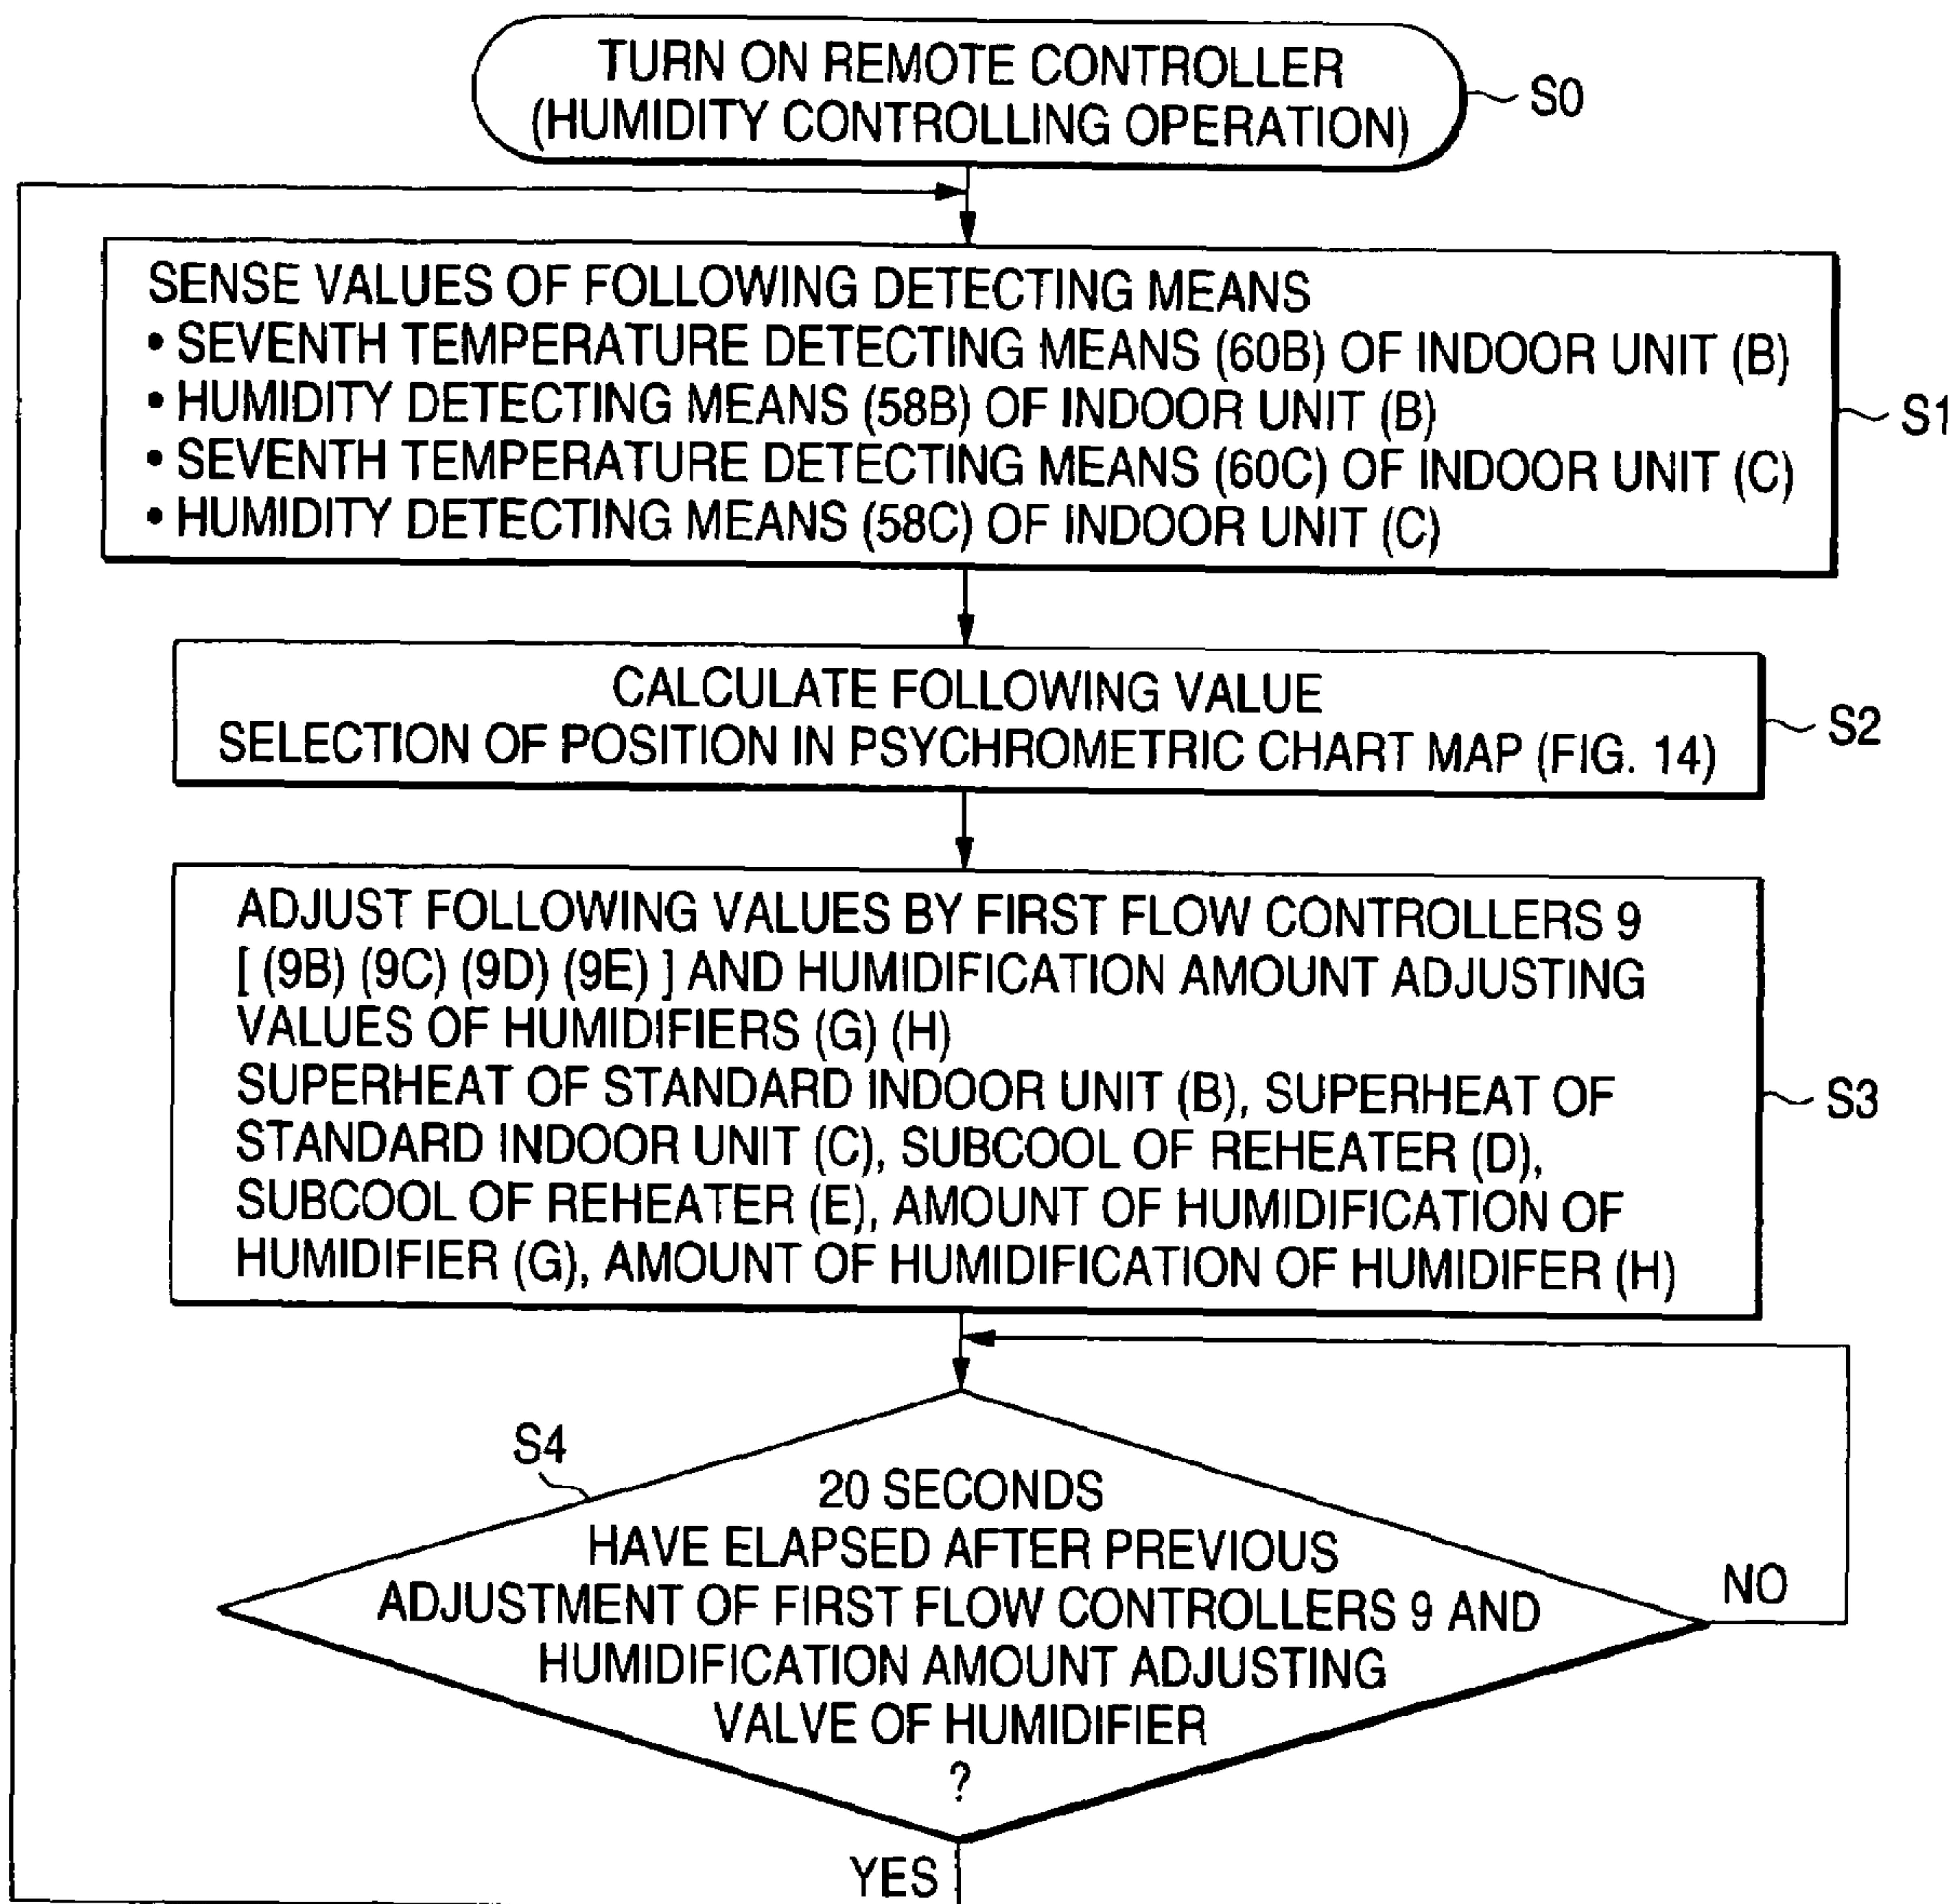 TURN ON REMOTE CONTROLLER
(HUMIDITY CONTROLLING OPERATION)
S0
SENSE VALUES OF FOLLOWING DETECTING MEANS
• SEVENTH TEMPERATURE DETECTING MEANS (60B) OF INDOOR UNIT (B)
• HUMIDITY DETECTING MEANS (58B) OF INDOOR UNIT (B)
• SEVENTH TEMPERATURE DETECTING MEANS (60C) OF INDOOR UNIT (C)
• HUMIDITY DETECTING MEANS (58C) OF INDOOR UNIT (C)
S1
CALCULATE FOLLOWING VALUE
SELECTION OF POSITION IN PSYCHROMETRIC CHART MAP (FIG. 14)
S2
ADJUST FOLLOWING VALUES BY FIRST FLOW CONTROLLERS 9
[ (9B) (9C) (9D) (9E) ] AND HUMIDIFICATION AMOUNT ADJUSTING
VALUES OF HUMIDIFIERS (G) (H)
SUPERHEAT OF STANDARD INDOOR UNIT (B), SUPERHEAT OF
STANDARD INDOOR UNIT (C), SUBCOOL OF REHEATER (D),
SUBCOOL OF REHEATER (E), AMOUNT OF HUMIDIFICATION OF
HUMIDIFIER (G), AMOUNT OF HUMIDIFICATION OF HUMIDIFER (H)
S3
S4
20 SECONDS
HAVE ELAPSED AFTER PREVIOUS
ADJUSTMENT OF FIRST FLOW CONTROLLERS 9 AND
HUMIDIFICATION AMOUNT ADJUSTING
VALVE OF HUMIDIFIER
?
NO
YES